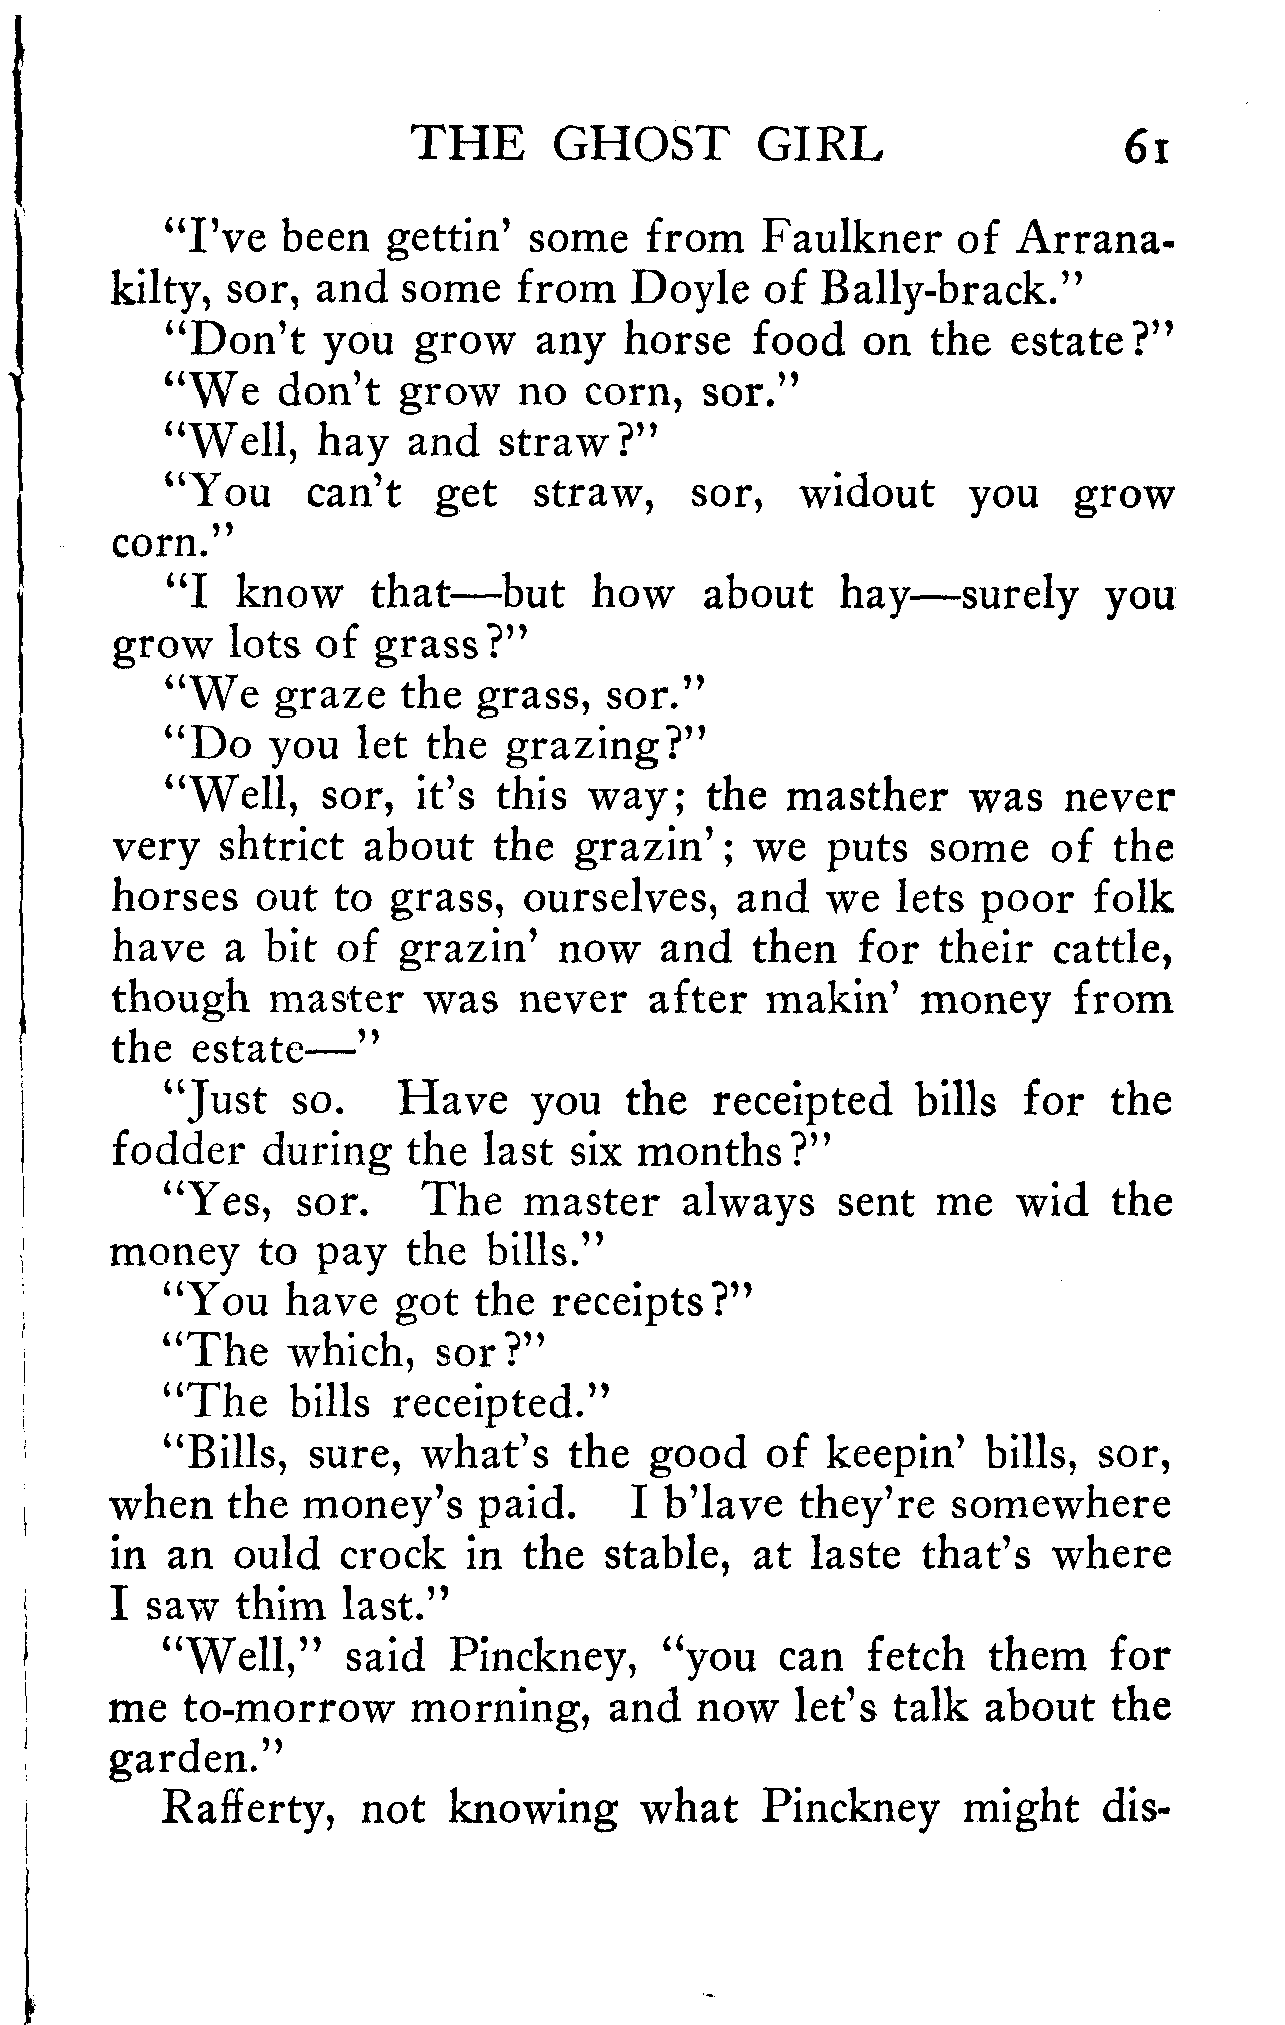 THE GHOST GIRL 61
"I've been gettin' some from Faulkner of Arrana-
kilty, sor, and some from Doyle of Bally-brack."
"Don't you grow any horse food on the estate?"
"We don't grow no corn, sor."
"Well, hay and straw?"
"You can't get straw, sor, widout you grow
corn."
"I know that—but how about hay—surely you
grow lots of grass?"
"We graze the grass, sor."
"Do you let the grazing?"
"Well, sor, it's this way; the masther was never
very shtrict about the grazin'; we puts some of the
horses out to grass, ourselves, and we lets poor folk
have a bit of grazin' now and then for their cattle,
though master was never after makin' money from
the estate—"
"Just so. Have you the receipted bills for the
fodder during the last six months?"
"Yes, sor. The master always sent me wid the
money to pay the bills."
"You have got the receipts?"
"The which, sor?"
"The bills receipted."
"Bills, sure, what's the good of keepin' bills, sor,
when the money's paid. I b'lave they're somewhere
in an ould crock in the stable, at laste that's where
I saw thim last."
"Well," said Pinckney, "you can fetch them for
me to-morrow morning, and now let's talk about the
garden."
Rafferty, not knowing what Pinckney might dis-